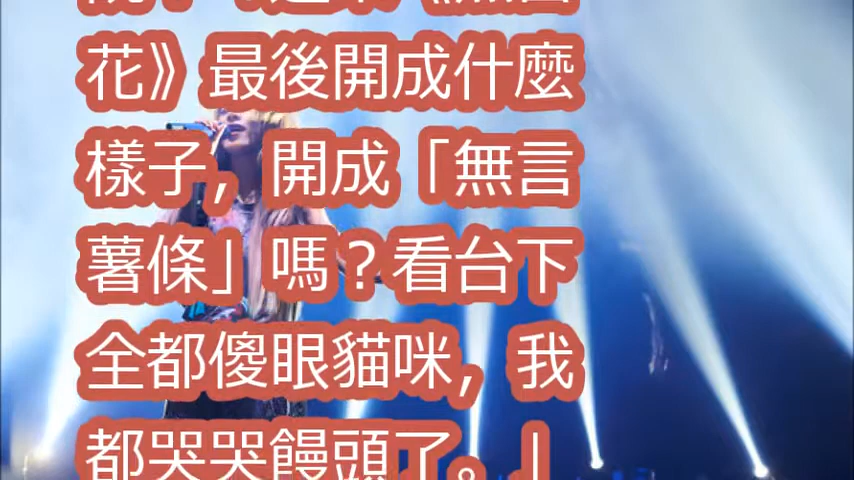 花》最後開成什麼
樣子，開成「無言
薯條」嗎？看台下
全都傻眼貓咪，我
都哭哭饅頭了。」